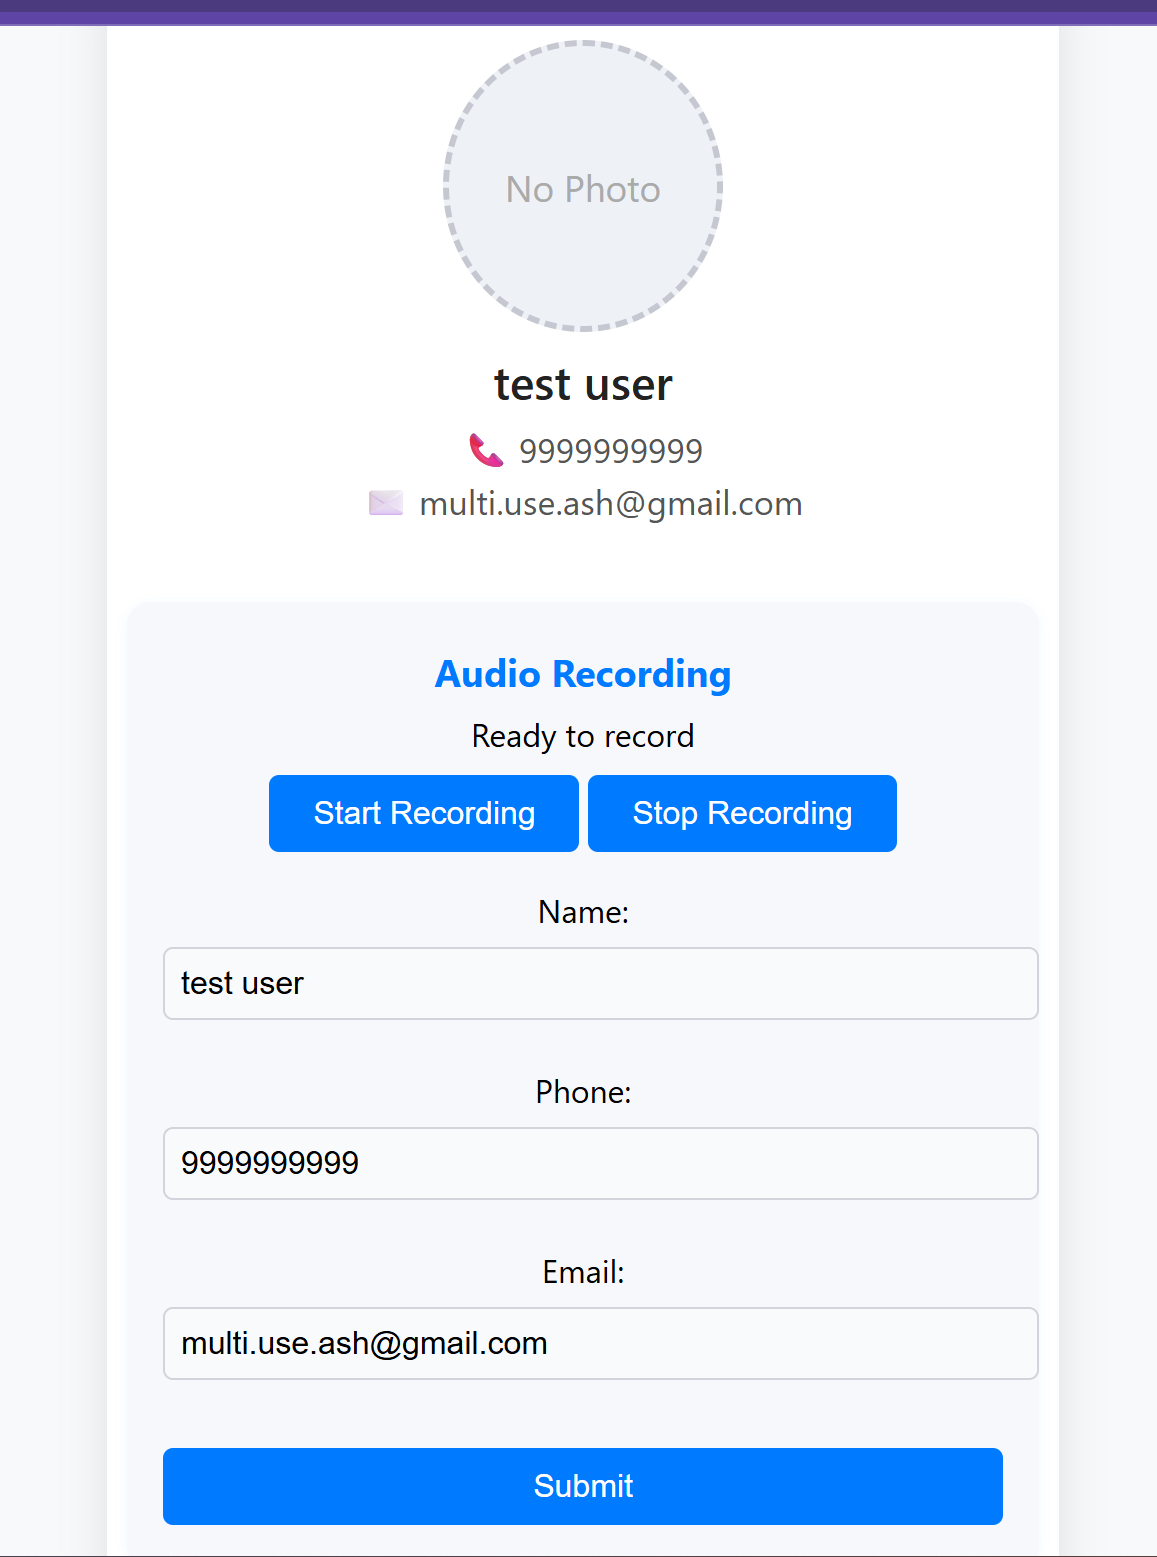 No Photo
test user
📞 9999999999
✉️ multi.use.ash@gmail.com
Audio Recording
Ready to record
Start Recording Stop Recording
Name:
test user
Phone:
9999999999
Email:
multi.use.ash@gmail.com
Submit